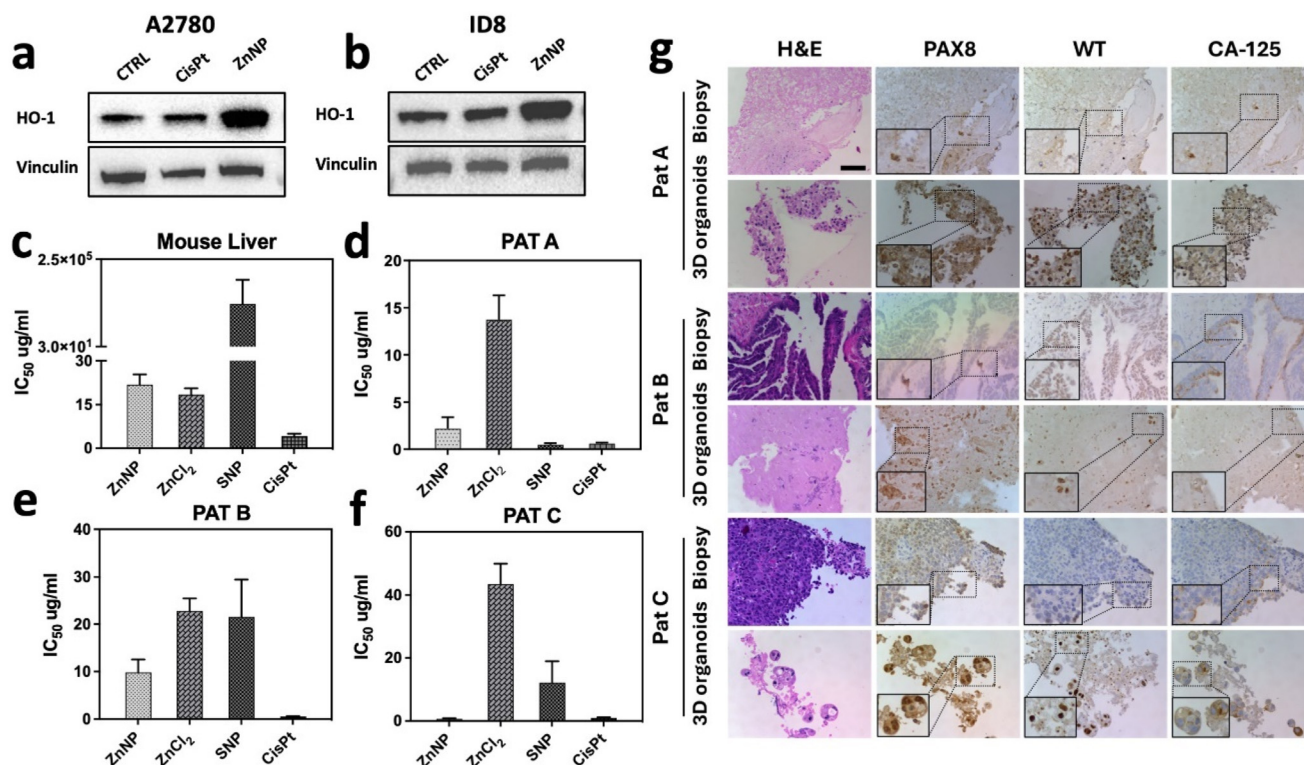 a
A2780
CTRL
CisPt
ZnNP
HO-1
Vinculin
b
ID8
CTRL
CisPt
ZnNP
HO-1
Vinculin
c
Mouse Liver
IC50 ug/ml
2.5×10⁵
3.0×10¹
30
15
0
ZnNP
ZnCl₂
SNP
CisPt
d
PAT A
IC50 ug/ml
20
15
10
5
0
ZnNP
ZnCl₂
SNP
CisPt
e
PAT B
IC50 ug/ml
40
30
20
10
0
ZnNP
ZnCl₂
SNP
CisPt
f
PAT C
IC50 ug/ml
60
40
20
0
ZnNP
ZnCl₂
SNP
CisPt
g
H&E
PAX8
WT
CA-125
Pat A
Biopsy
3D organoids
Pat B
Biopsy
3D organoids
Pat C
Biopsy
3D organoids